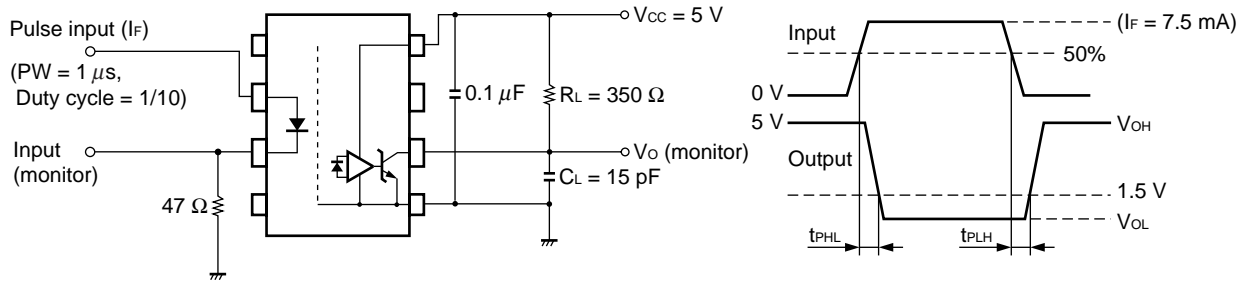 Pulse input (IF)
(PW = 1 μs,
Duty cycle = 1/10)
Input
(monitor)
47 Ω
VCC = 5 V
0.1 μF
RL = 350 Ω
VO (monitor)
CL = 15 pF
Input
(IF = 7.5 mA)
50%
0 V
5 V
VOH
Output
1.5 V
VOL
tPHL
tPLH